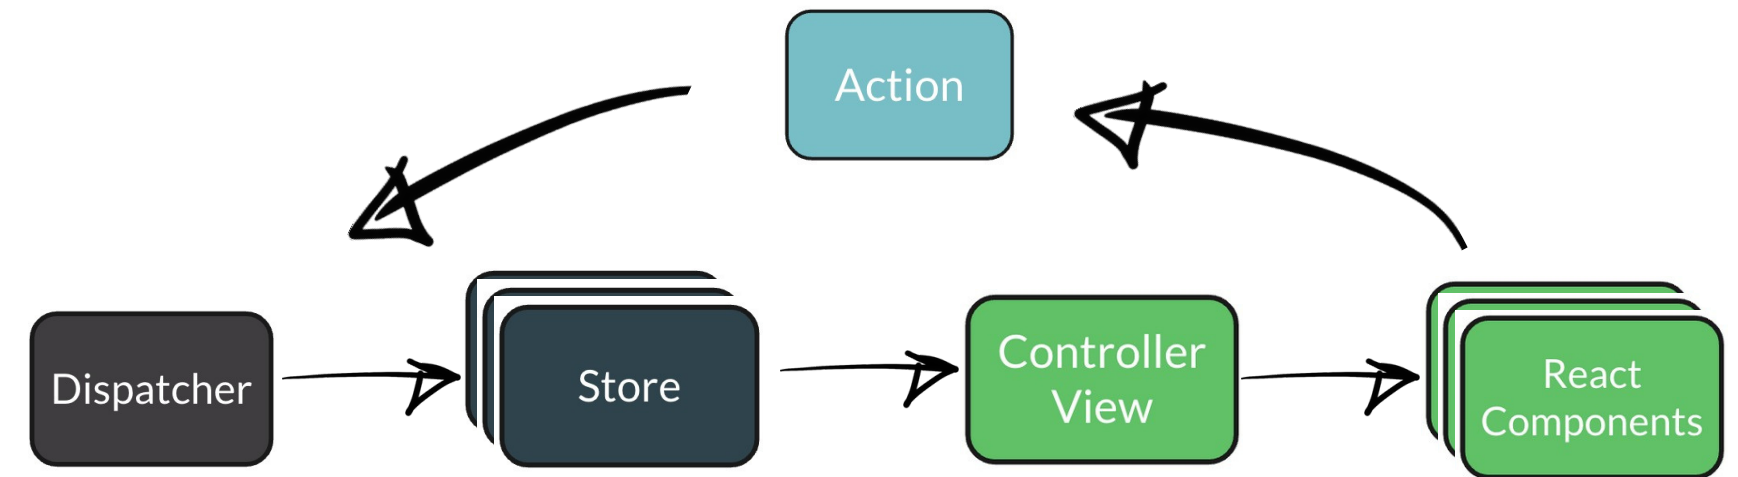 Action
Dispatcher
Store
Controller
View
React
Components